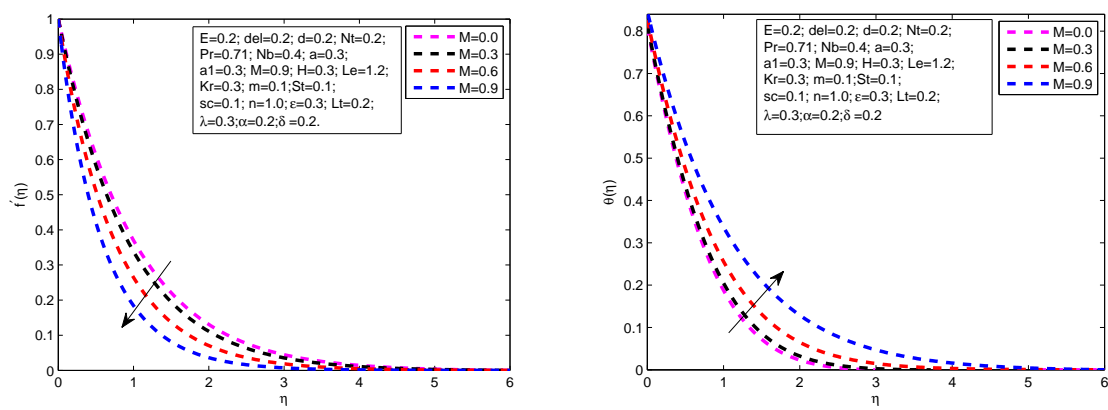 1
0.9
0.8
0.7
0.6
0.5
0.4
0.3
0.2
0.1
0
0 1 2 3 4 5 6
η
f'(η)
E=0.2; del=0.2; d=0.2; Nt=0.2;
Pr=0.71; Nb=0.4; a=0.3;
a1=0.3; M=0.9; H=0.3; Le=1.2;
Kr=0.3; m=0.1;St=0.1;
sc=0.1; n=1.0; ε=0.3; Lt=0.2;
λ=0.3;α=0.2;δ =0.2.
M=0.0
M=0.3
M=0.6
M=0.9
0.8
0.7
0.6
0.5
0.4
0.3
0.2
0.1
0
0 1 2 3 4 5 6
η
θ(η)
E=0.2; del=0.2; d=0.2; Nt=0.2;
Pr=0.71; Nb=0.4; a=0.3;
a1=0.3; M=0.9; H=0.3; Le=1.2;
Kr=0.3; m=0.1;St=0.1;
sc=0.1; n=1.0; ε=0.3; Lt=0.2;
λ=0.3;α=0.2;δ =0.2
M=0.0
M=0.3
M=0.6
M=0.9